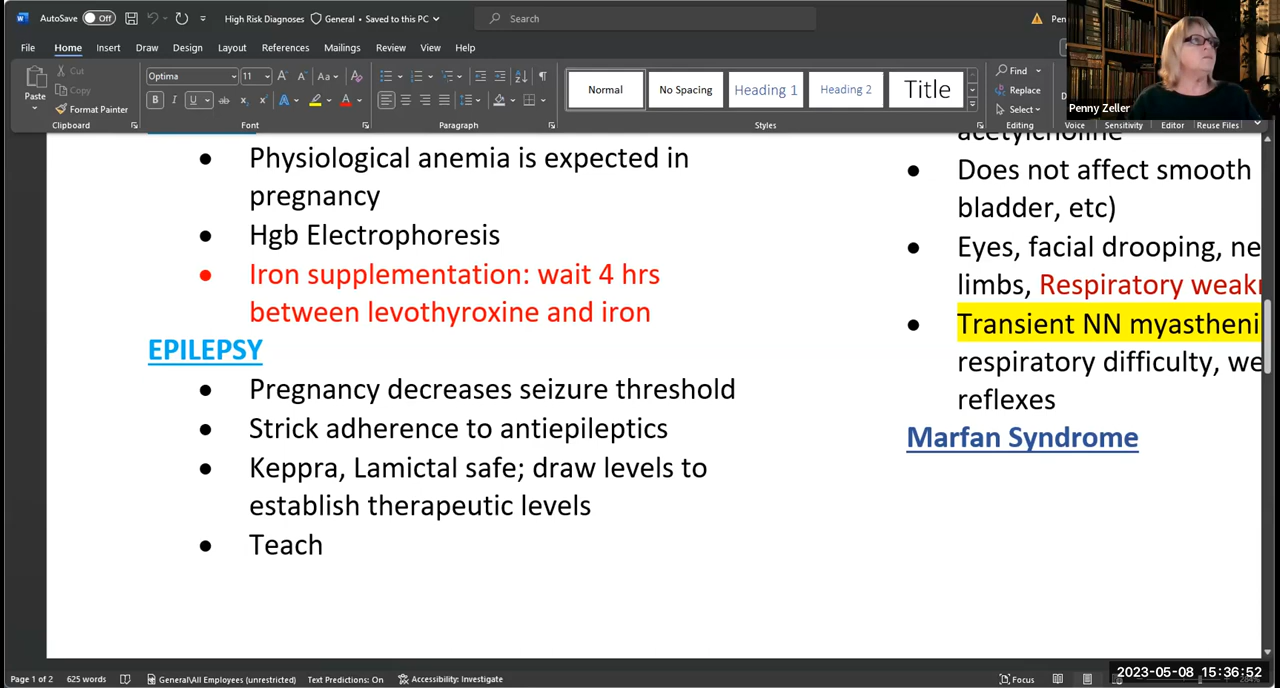 AutoSave Off High Risk Diagnoses General • Saved to this PC Search Pen
File Home Insert Draw Design Layout References Mailings Review View Help
Paste Cut Copy Format Painter
Optima 11 Aa
B I U ab x x A A
Normal No Spacing Heading 1 Heading 2 Title
Find Replace Select
Clipboard Font Paragraph Styles Editing Voice Sensitivity Editor Reuse Files
Penny Zeller
• Physiological anemia is expected in
pregnancy
• Hgb Electrophoresis
• Iron supplementation: wait 4 hrs
between levothyroxine and iron
EPILEPSY
• Pregnancy decreases seizure threshold
• Strick adherence to antiepileptics
• Keppra, Lamictal safe; draw levels to
establish therapeutic levels
• Teach
acetylcholine
• Does not affect smooth
bladder, etc)
• Eyes, facial drooping, ne
limbs, Respiratory weak
• Transient NN myastheni
respiratory difficulty, we
reflexes
Marfan Syndrome
Page 1 of 2 625 words General\All Employees (unrestricted) Text Predictions: On Accessibility: Investigate Focus
2023-05-08 15:36:52